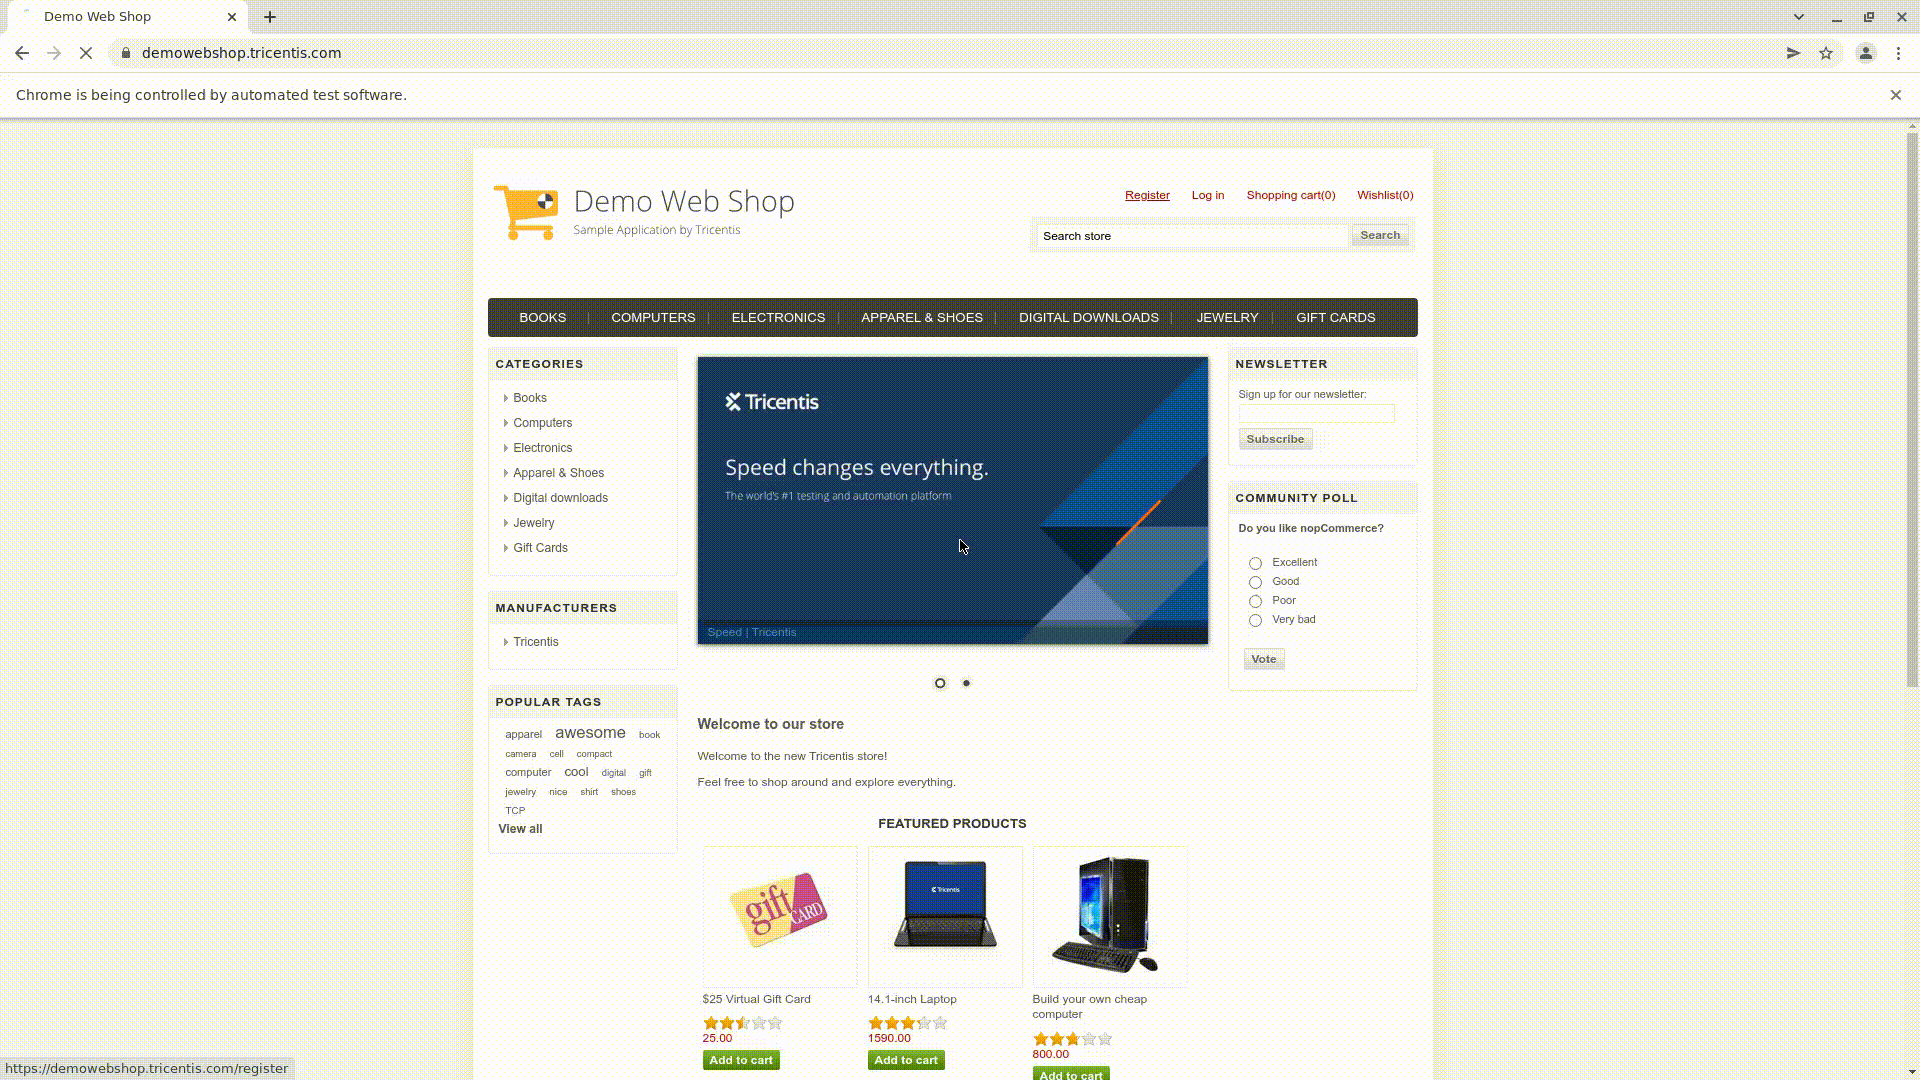 Demo Web Shop
demowebshop.tricentis.com
Chrome is being controlled by automated test software.
Demo Web Shop
Sample Application by Tricentis
Register Log in Shopping cart(0) Wishlist(0)
Search store Search
BOOKS | COMPUTERS | ELECTRONICS | APPAREL & SHOES | DIGITAL DOWNLOADS | JEWELRY | GIFT CARDS
CATEGORIES
Books
Computers
Electronics
Apparel & Shoes
Digital downloads
Jewelry
Gift Cards
MANUFACTURERS
Tricentis
POPULAR TAGS
apparel awesome book
camera cell compact
computer cool digital gift
jewelry nice shirt shoes
TCP
View all
Tricentis
Speed changes everything.
The world's #1 testing and automation platform
Speed | Tricentis
Welcome to our store
Welcome to the new Tricentis store!
Feel free to shop around and explore everything.
FEATURED PRODUCTS
gift CARD
Tricentis
$25 Virtual Gift Card
25.00
Add to cart
14.1-inch Laptop
1590.00
Add to cart
Build your own cheap
computer
800.00
Add to cart
NEWSLETTER
Sign up for our newsletter:
Subscribe
COMMUNITY POLL
Do you like nopCommerce?
Excellent
Good
Poor
Very bad
Vote
https://demowebshop.tricentis.com/register